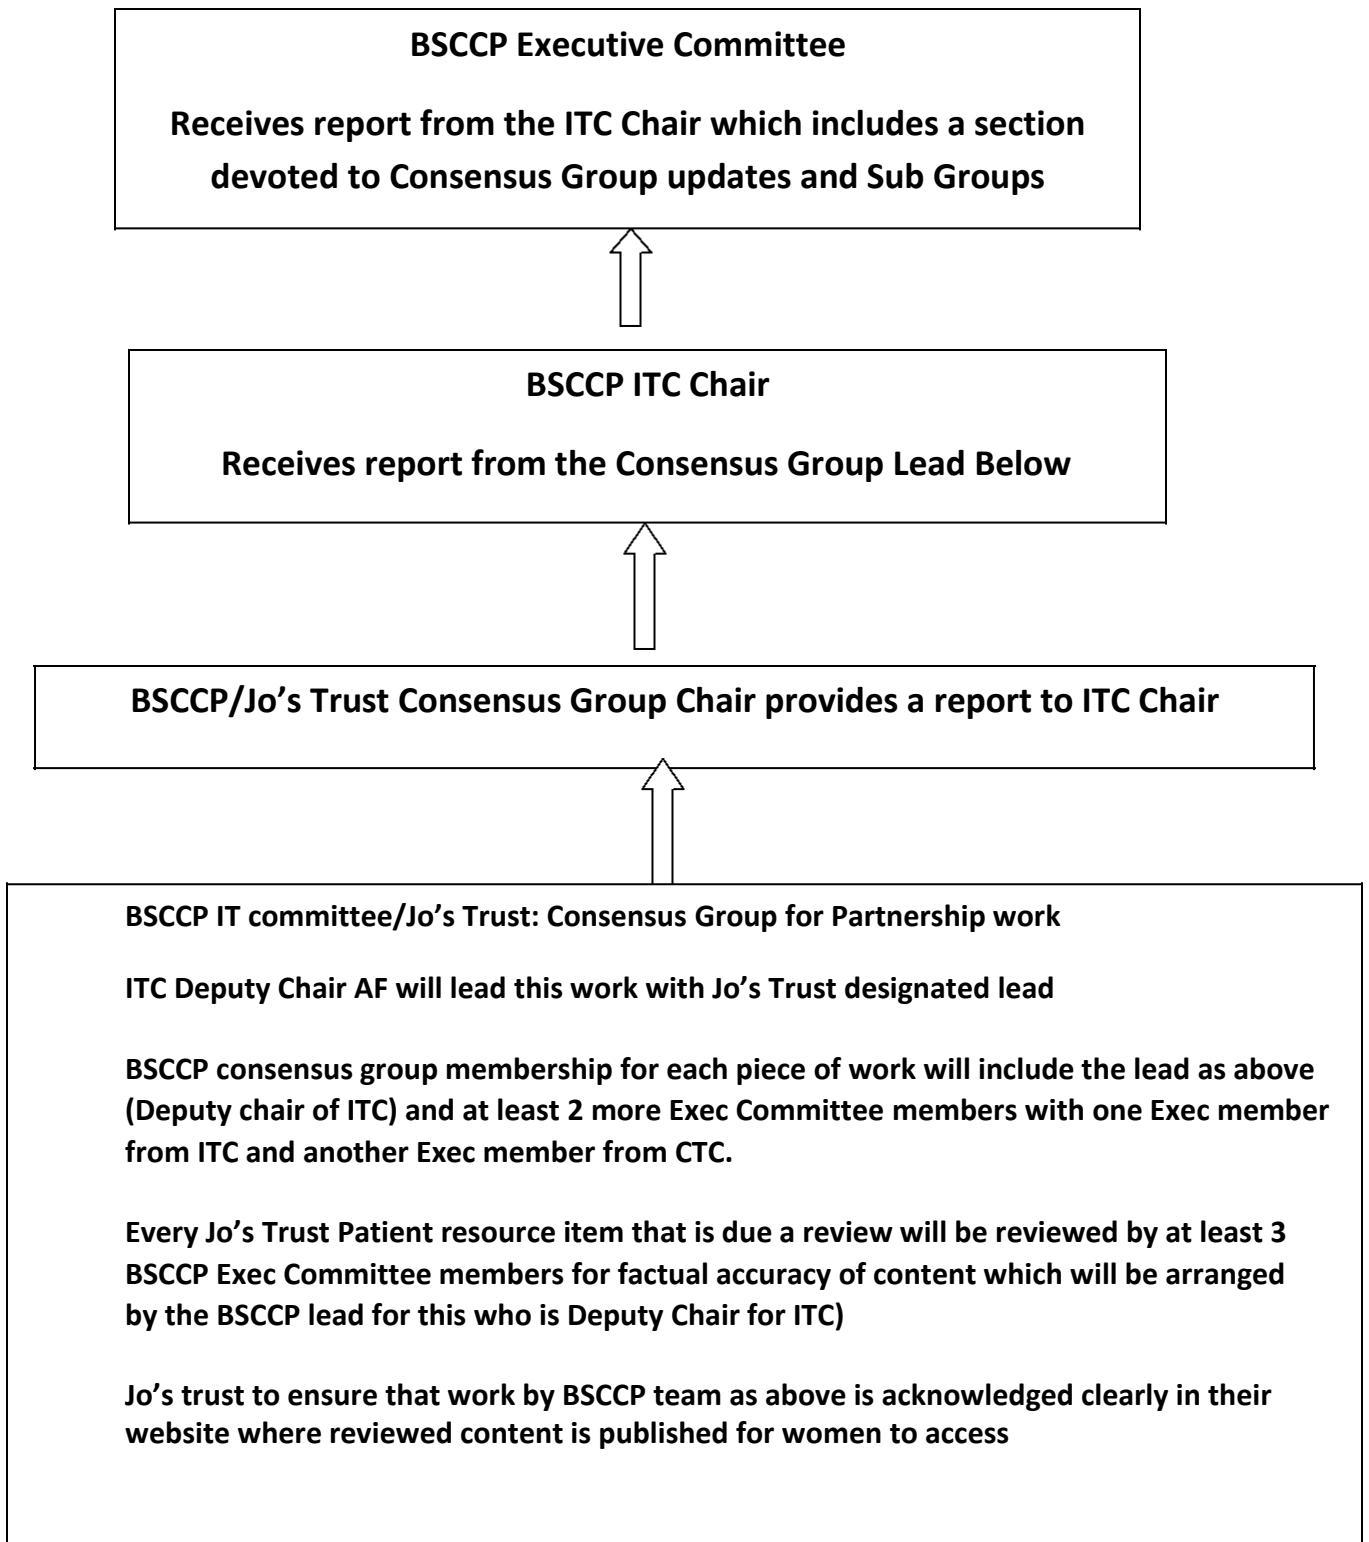 BSCCP Executive Committee
Receives report from the ITC Chair which includes a section
devoted to Consensus Group updates and Sub Groups
BSCCP ITC Chair
Receives report from the Consensus Group Lead Below
BSCCP/Jo’s Trust Consensus Group Chair provides a report to ITC Chair
BSCCP IT committee/Jo’s Trust: Consensus Group for Partnership work
ITC Deputy Chair AF will lead this work with Jo’s Trust designated lead
BSCCP consensus group membership for each piece of work will include the lead as above
(Deputy chair of ITC) and at least 2 more Exec Committee members with one Exec member
from ITC and another Exec member from CTC.
Every Jo’s Trust Patient resource item that is due a review will be reviewed by at least 3
BSCCP Exec Committee members for factual accuracy of content which will be arranged
by the BSCCP lead for this who is Deputy Chair for ITC)
Jo’s trust to ensure that work by BSCCP team as above is acknowledged clearly in their
website where reviewed content is published for women to access